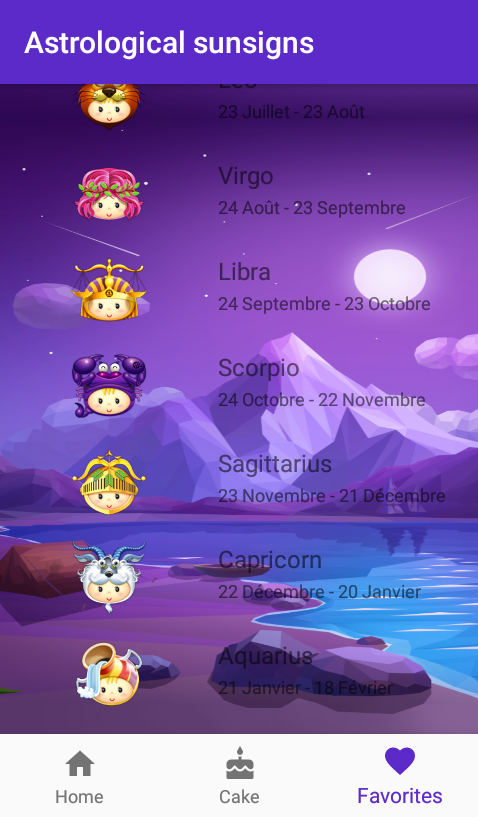 Astrological sunsigns
Leo
23 Juillet - 23 Août
Virgo
24 Août - 23 Septembre
Libra
24 Septembre - 23 Octobre
Scorpio
24 Octobre - 22 Novembre
Sagittarius
23 Novembre - 21 Décembre
Capricorn
22 Décembre - 20 Janvier
Aquarius
21 Janvier - 18 Février
Home
Cake
Favorites